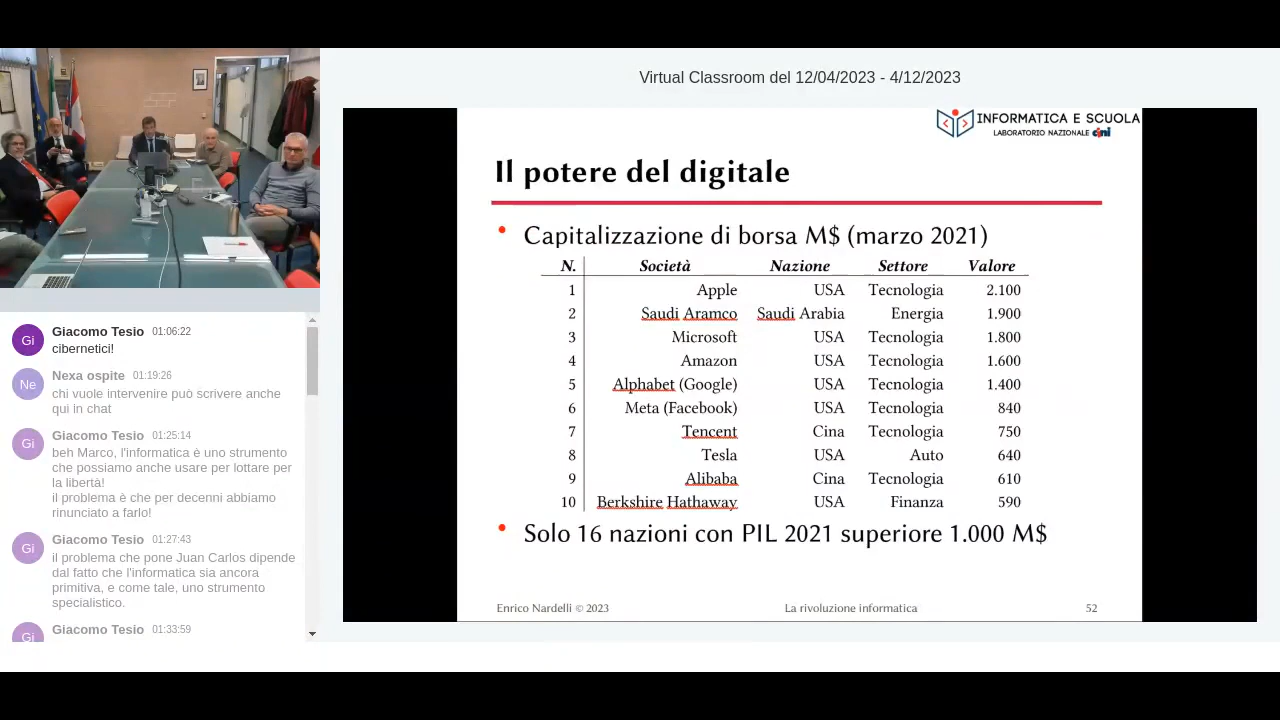 Virtual Classroom del 12/04/2023 - 4/12/2023
INFORMATICA E SCUOLA
LABORATORIO NAZIONALE cini
Il potere del digitale
• Capitalizzazione di borsa M$ (marzo 2021)
N. Società Nazione Settore Valore
1 Apple USA Tecnologia 2.100
2 Saudi Aramco Saudi Arabia Energia 1.900
3 Microsoft USA Tecnologia 1.800
4 Amazon USA Tecnologia 1.600
5 Alphabet (Google) USA Tecnologia 1.400
6 Meta (Facebook) USA Tecnologia 840
7 Tencent Cina Tecnologia 750
8 Tesla USA Auto 640
9 Alibaba Cina Tecnologia 610
10 Berkshire Hathaway USA Finanza 590
• Solo 16 nazioni con PIL 2021 superiore 1.000 M$
Enrico Nardelli © 2023 La rivoluzione informatica 52
Gi
Giacomo Tesio 01:06:22
cibernetici!
Ne
Nexa ospite 01:19:26
chi vuole intervenire può scrivere anche
qui in chat
Gi
Giacomo Tesio 01:25:14
beh Marco, l'informatica è uno strumento
che possiamo anche usare per lottare per
la libertà!
il problema è che per decenni abbiamo
rinunciato a farlo!
Gi
Giacomo Tesio 01:27:43
il problema che pone Juan Carlos dipende
dal fatto che l'informatica sia ancora
primitiva, e come tale, uno strumento
specialistico.
Gi
Giacomo Tesio 01:33:59